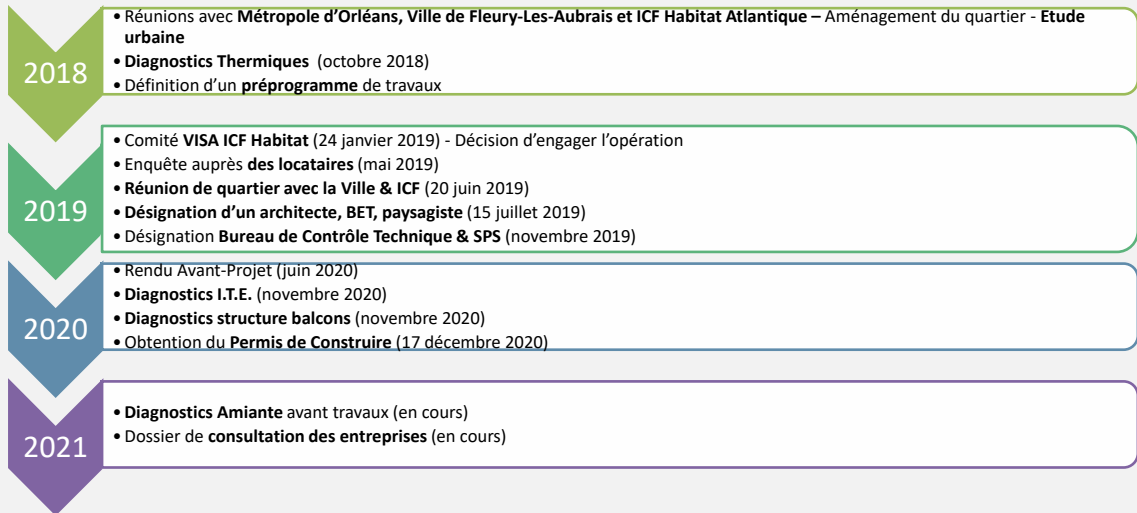 2018
• Réunions avec Métropole d’Orléans, Ville de Fleury-Les-Aubrais et ICF Habitat Atlantique – Aménagement du quartier - Etude
urbaine
• Diagnostics Thermiques (octobre 2018)
• Définition d’un préprogramme de travaux
2019
• Comité VISA ICF Habitat (24 janvier 2019) - Décision d’engager l’opération
• Enquête auprès des locataires (mai 2019)
• Réunion de quartier avec la Ville & ICF (20 juin 2019)
• Désignation d’un architecte, BET, paysagiste (15 juillet 2019)
• Désignation Bureau de Contrôle Technique & SPS (novembre 2019)
2020
• Rendu Avant-Projet (juin 2020)
• Diagnostics I.T.E. (novembre 2020)
• Diagnostics structure balcons (novembre 2020)
• Obtention du Permis de Construire (17 décembre 2020)
2021
• Diagnostics Amiante avant travaux (en cours)
• Dossier de consultation des entreprises (en cours)